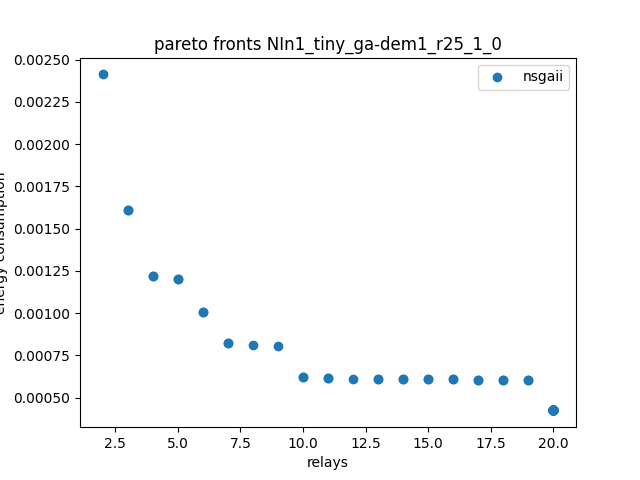 pareto fronts NIn1_tiny_ga-dem1_r25_1_0
nsgaii
0.00250
0.00225
0.00200
0.00175
0.00150
0.00125
0.00100
0.00075
0.00050
energy consumption
2.5 5.0 7.5 10.0 12.5 15.0 17.5 20.0
relays